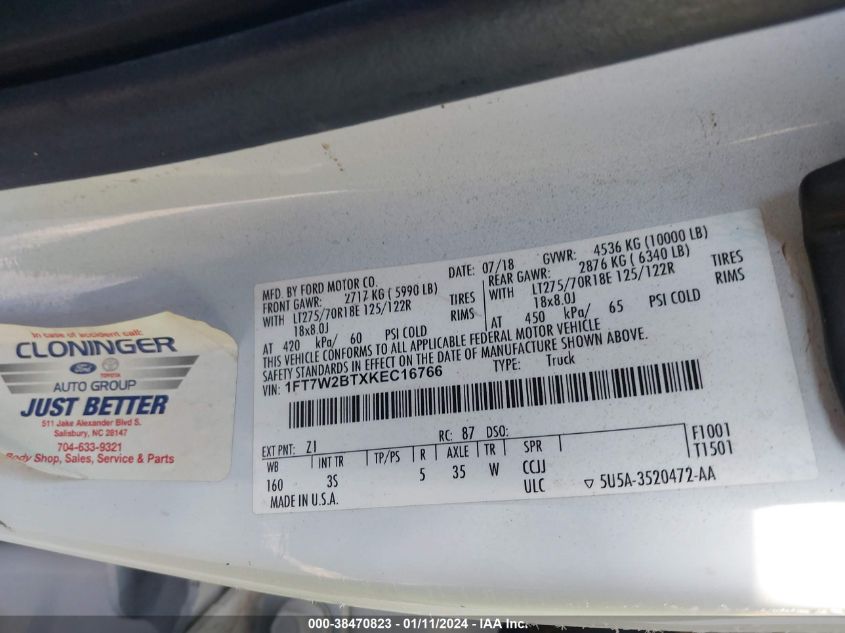 In case of accident call:
CLONINGER
Ford TOYOTA
AUTO GROUP
JUST BETTER
511 Jake Alexander Blvd S.
Salisbury, NC 28147
704-633-9321
Body Shop, Sales, Service & Parts
MFD. BY FORD MOTOR CO.
DATE: 07/18 GVWR: 4536 KG (10000 LB)
FRONT GAWR: 2717 KG ( 5990 LB)
REAR GAWR: 2876 KG ( 6340 LB)
WITH LT275/70R18E 125/122R TIRES
WITH LT275/70R18E 125/122R TIRES
18x8.0J RIMS
18x8.0J RIMS
AT 420 kPa/ 60 PSI COLD
AT 450 kPa/ 65 PSI COLD
THIS VEHICLE CONFORMS TO ALL APPLICABLE FEDERAL MOTOR VEHICLE
SAFETY STANDARDS IN EFFECT ON THE DATE OF MANUFACTURE SHOWN ABOVE.
VIN: 1FT7W2BTXKEC16766 TYPE: Truck
EXT PNT: Z1 RC: 87 DSO: F1001
WB INT TR TP/PS R AXLE TR SPR T1501
160 3S 5 35 W CCJJ
MADE IN U.S.A. ULC ▽ 5U5A-3520472-AA
000-38470823 - 01/11/2024 - IAA Inc.